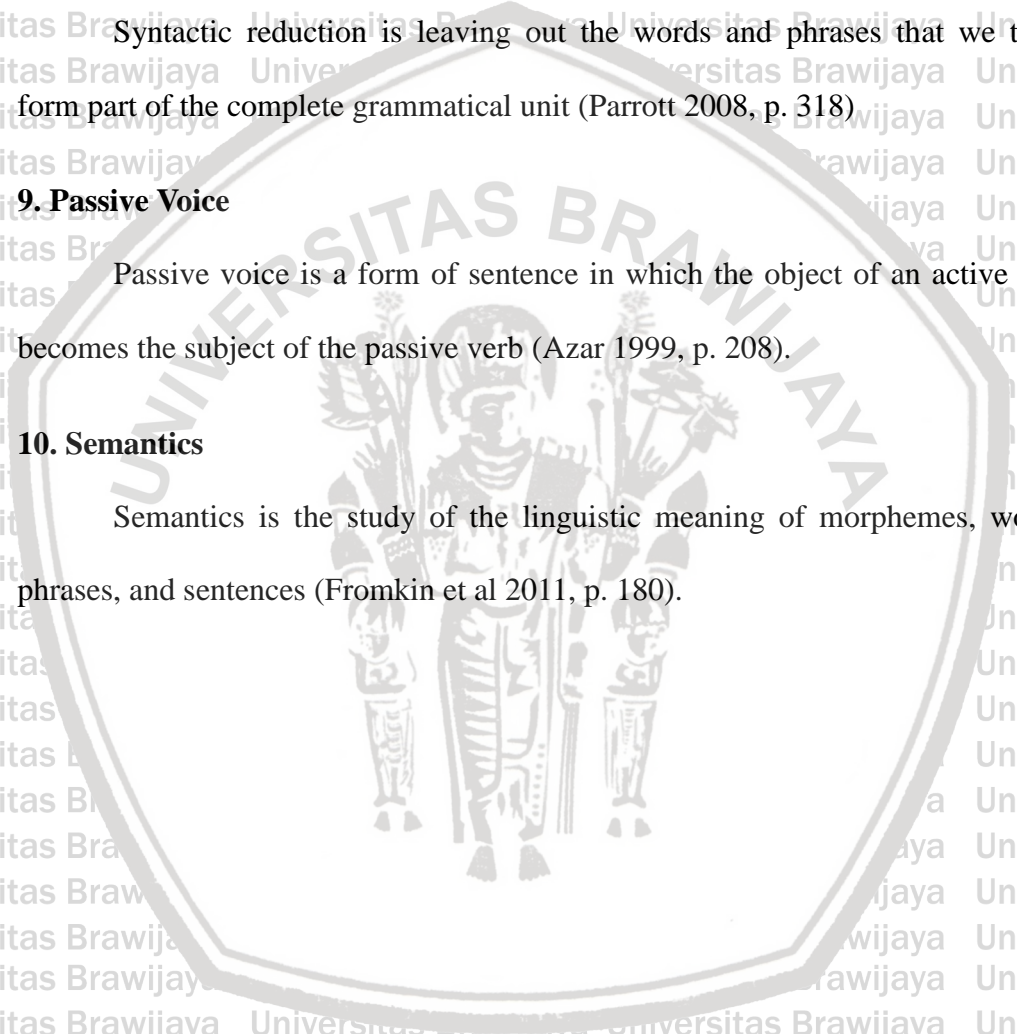 Syntactic reduction is leaving out the words and phrases that we
form part of the complete grammatical unit (Parrott 2008, p. 318)
9. Passive Voice
Passive voice is a form of sentence in which the object of an active
becomes the subject of the passive verb (Azar 1999, p. 208).
10. Semantics
Semantics is the study of the linguistic meaning of morphemes,
phrases, and sentences (Fromkin et al 2011, p. 180).
UNIVERSITAS BRAWIJAYA